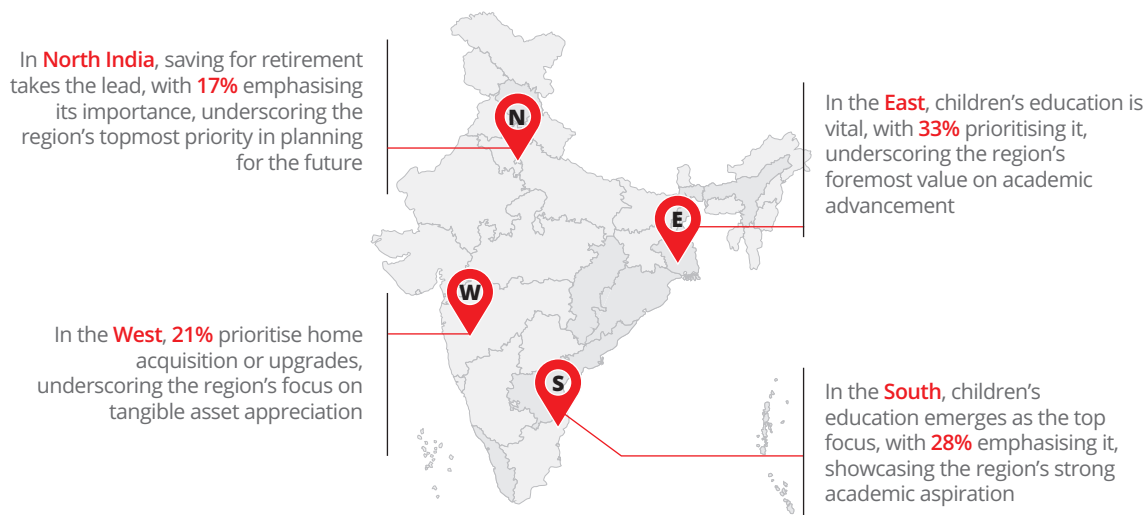 In North India, saving for retirement
takes the lead, with 17% emphasising
its importance, underscoring the
region's topmost priority in planning
for the future
N
In the East, children's education is
vital, with 33% prioritising it,
underscoring the region's
foremost value on academic
advancement
E
W
In the West, 21% prioritise home
acquisition or upgrades,
underscoring the region's focus on
tangible asset appreciation
S
In the South, children's
education emerges as the top
focus, with 28% emphasising it,
showcasing the region's strong
academic aspiration